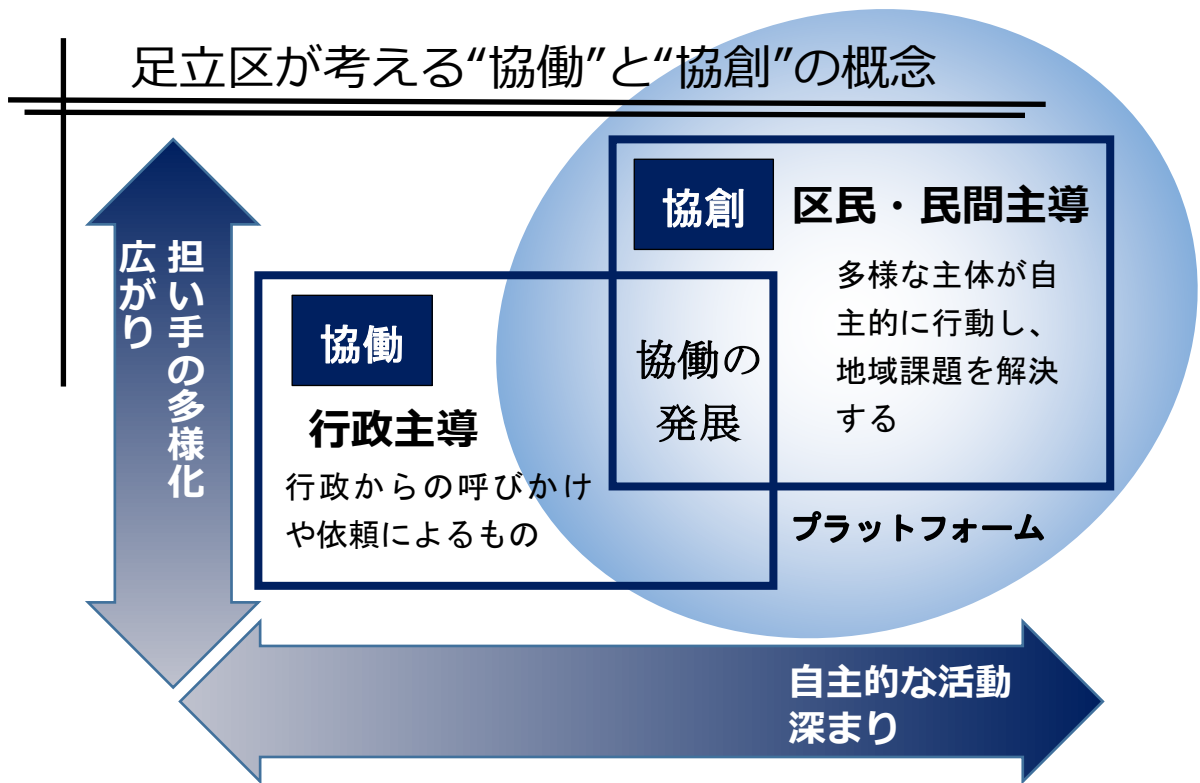 足立区が考える“協働”と“協創”の概念
担い手の多様化
広がり
協創
区民・民間主導
多様な主体が自
主的に行動し、
地域課題を解決
する
協働
行政主導
行政からの呼びかけ
や依頼によるもの
協働の
発展
プラットフォーム
自主的な活動
深まり